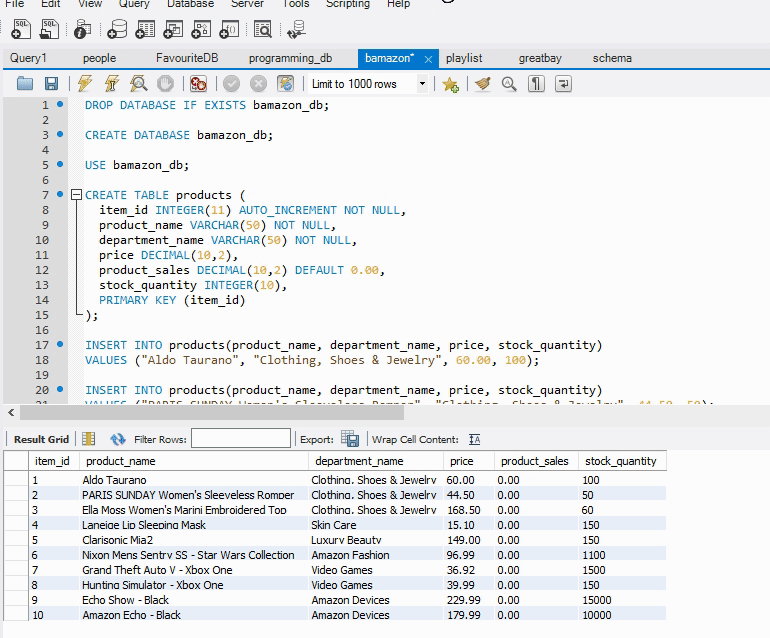 File Edit View Query Database Server Tools Scripting Help
Query1 people FavouriteDB programming_db bamazon* playlist greatbay schema
Limit to 1000 rows
1 DROP DATABASE IF EXISTS bamazon_db;
2
3 CREATE DATABASE bamazon_db;
4
5 USE bamazon_db;
6
7 CREATE TABLE products (
8 item_id INTEGER(11) AUTO_INCREMENT NOT NULL,
9 product_name VARCHAR(50) NOT NULL,
10 department_name VARCHAR(50) NOT NULL,
11 price DECIMAL(10,2),
12 product_sales DECIMAL(10,2) DEFAULT 0.00,
13 stock_quantity INTEGER(10),
14 PRIMARY KEY (item_id)
15 );
16
17 INSERT INTO products(product_name, department_name, price, stock_quantity)
18 VALUES ("Aldo Taurano", "Clothing, Shoes & Jewelry", 60.00, 100);
19
20 INSERT INTO products(product_name, department_name, price, stock_quantity)
21 VALUES ("PARIS SUNDAY Women's Sleeveless Romper", "Clothing, Shoes & Jewelry", 44.50, 50);
Result Grid Filter Rows: Export: Wrap Cell Content: IA
item_id product_name department_name price product_sales stock_quantity
1 Aldo Taurano Clothing, Shoes & Jewelry 60.00 0.00 100
2 PARIS SUNDAY Women's Sleeveless Romper Clothing, Shoes & Jewelry 44.50 0.00 50
3 Ella Moss Women's Marini Embroidered Top Clothing, Shoes & Jewelry 168.50 0.00 60
4 Laneige Lip Sleeping Mask Skin Care 15.10 0.00 150
5 Clarisonic Mia2 Luxury Beauty 149.00 0.00 150
6 Nixon Mens Sentry SS - Star Wars Collection Amazon Fashion 96.99 0.00 1100
7 Grand Theft Auto V - Xbox One Video Games 36.92 0.00 1500
8 Hunting Simulator - Xbox One Video Games 39.99 0.00 150
9 Echo Show - Black Amazon Devices 229.99 0.00 15000
10 Amazon Echo - Black Amazon Devices 179.99 0.00 10000